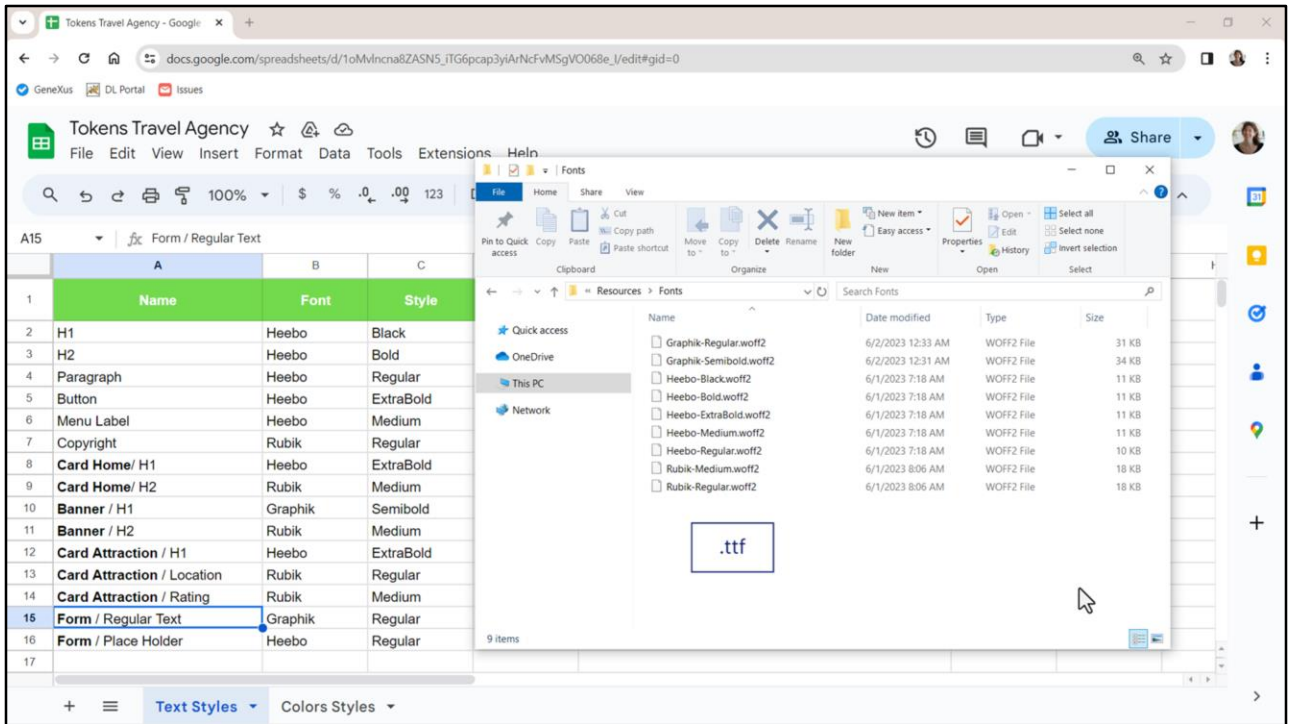 Tokens Travel Agency - Google
docs.google.com/spreadsheets/d/1oMvlncna8ZASN5_iTG6pcap3yiArNcFvMSgVO068e_I/edit#gid=0
GeneXus DL Portal Issues
Tokens Travel Agency
File Edit View Insert Format Data Tools Extensions Help
Share
100% $ % .0 .00 123
31
A15 fx Form / Regular Text
A B C
1 Name Font Style
2 H1 Heebo Black
3 H2 Heebo Bold
4 Paragraph Heebo Regular
5 Button Heebo ExtraBold
6 Menu Label Heebo Medium
7 Copyright Rubik Regular
8 Card Home/ H1 Heebo ExtraBold
9 Card Home/ H2 Rubik Medium
10 Banner / H1 Graphik Semibold
11 Banner / H2 Rubik Medium
12 Card Attraction / H1 Heebo ExtraBold
13 Card Attraction / Location Rubik Regular
14 Card Attraction / Rating Rubik Medium
15 Form / Regular Text Graphik Regular
16 Form / Place Holder Heebo Regular
17
Text Styles Colors Styles
Fonts
File Home Share View
Pin to Quick access Copy Paste Cut
Copy path
Paste shortcut
Move to Copy to Delete Rename
New folder New item
Easy access
Properties Open
Edit
History
Select all
Select none
Invert selection
Clipboard Organize New Open Select
« Resources > Fonts Search Fonts
Quick access
OneDrive
This PC
Network
Name Date modified Type Size
Graphik-Regular.woff2 6/2/2023 12:33 AM WOFF2 File 31 KB
Graphik-Semibold.woff2 6/2/2023 12:31 AM WOFF2 File 34 KB
Heebo-Black.woff2 6/1/2023 7:18 AM WOFF2 File 11 KB
Heebo-Bold.woff2 6/1/2023 7:18 AM WOFF2 File 11 KB
Heebo-ExtraBold.woff2 6/1/2023 7:18 AM WOFF2 File 11 KB
Heebo-Medium.woff2 6/1/2023 7:18 AM WOFF2 File 11 KB
Heebo-Regular.woff2 6/1/2023 7:18 AM WOFF2 File 10 KB
Rubik-Medium.woff2 6/1/2023 8:06 AM WOFF2 File 18 KB
Rubik-Regular.woff2 6/1/2023 8:06 AM WOFF2 File 18 KB
.ttf
9 items